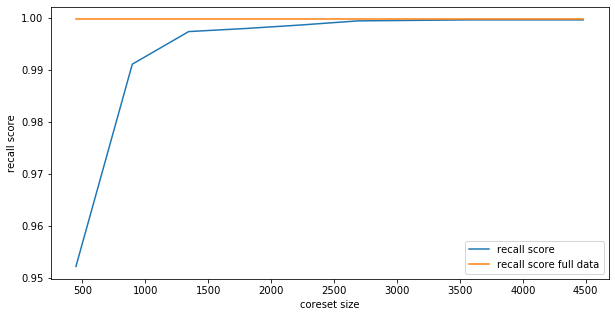 1.00
0.99
0.98
0.97
0.96
0.95
recall score
500 1000 1500 2000 2500 3000 3500 4000 4500
coreset size
recall score
recall score full data